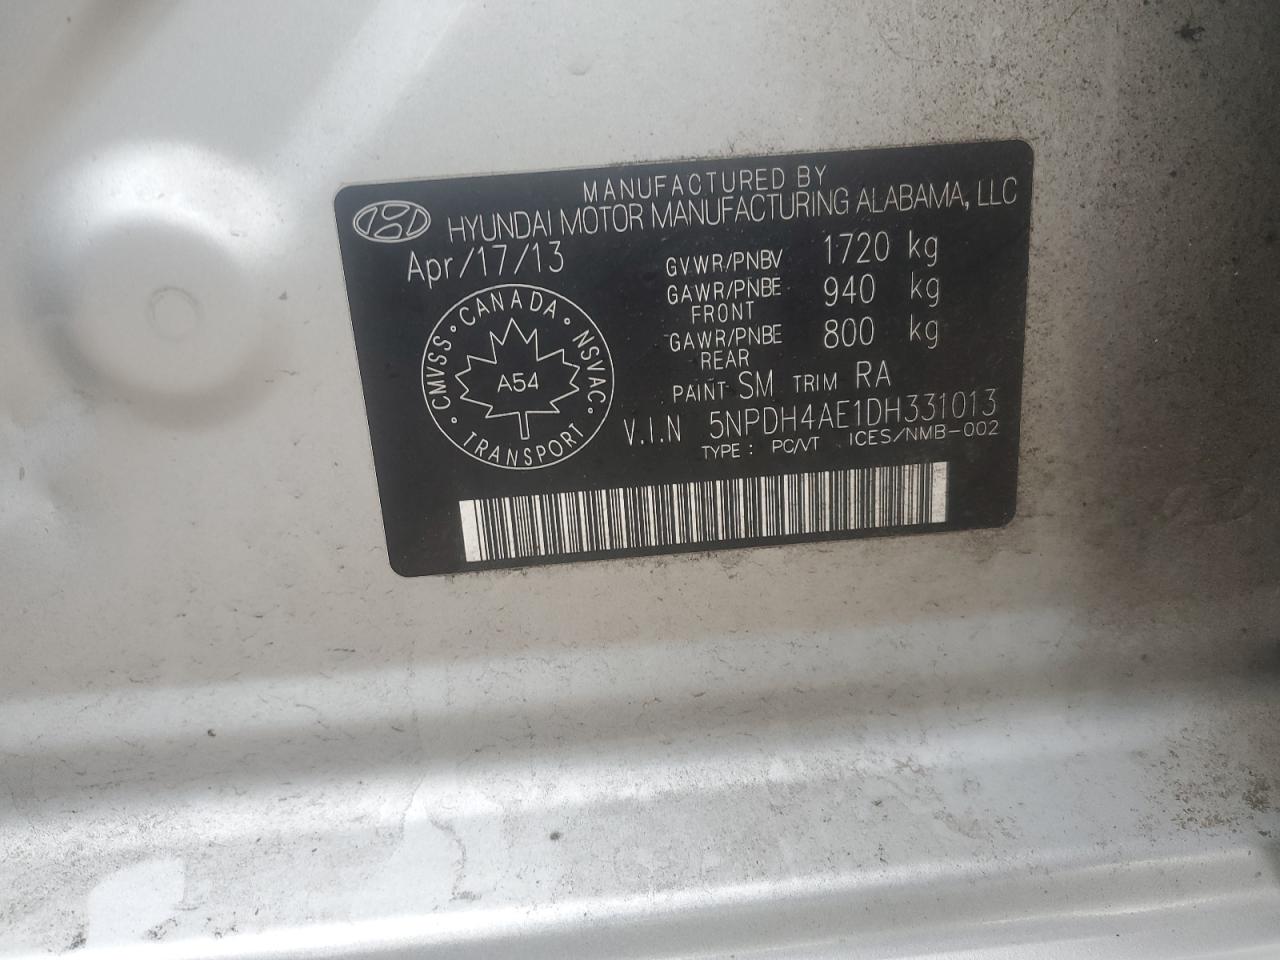 MANUFACTURED BY
HYUNDAI MOTOR MANUFACTURING ALABAMA, LLC
Apr/17/13
GVWR/PNBV 1720 kg
GAWR/PNBE FRONT 940 kg
GAWR/PNBE REAR 800 kg
PAINT SM TRIM RA
V.I.N 5NPDH4AE1DH331013
TYPE: PC/VT ICES/NMB-002
CMVSS · CANADA · NSVAC · TRANSPORT ·
A54